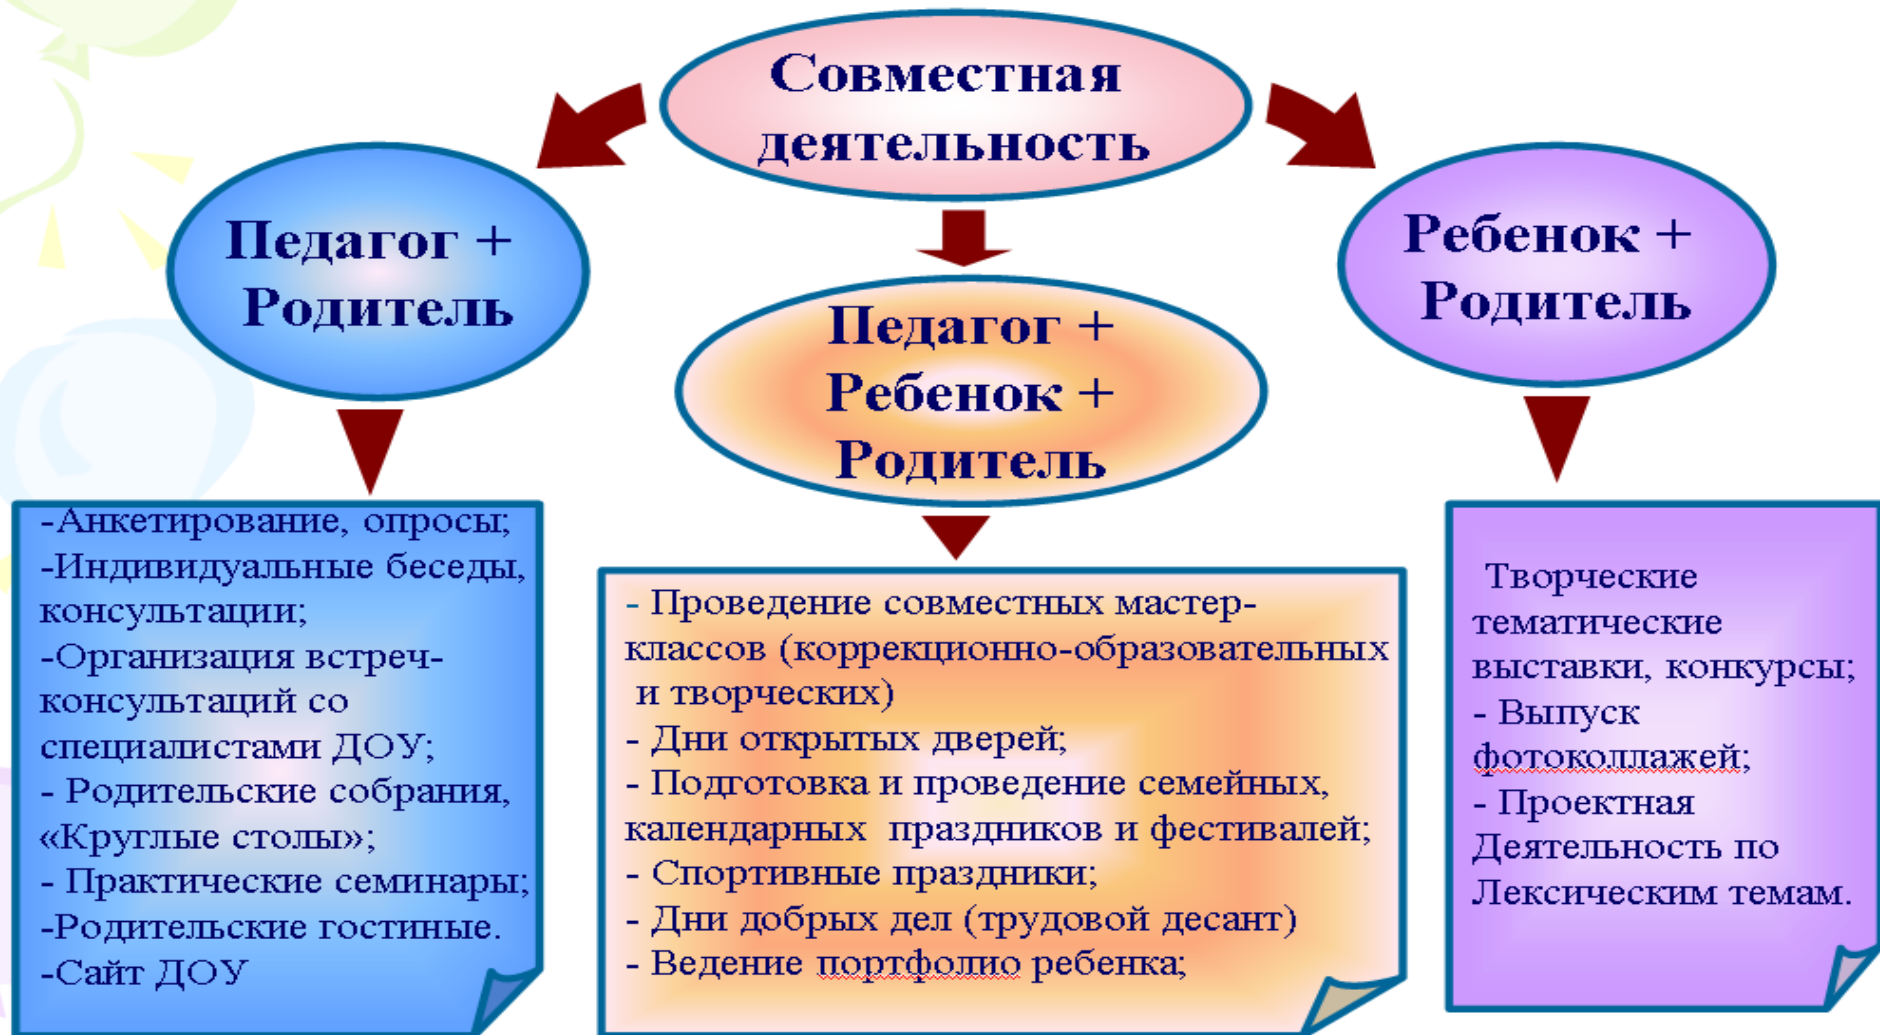 Совместная
деятельность
Педагог +
Родитель
Педагог +
Ребенок +
Родитель
Ребенок +
Родитель
-Анкетирование, опросы;
-Индивидуальные беседы,
консультации;
-Организация встреч-
консультаций со
специалистами ДОУ;
- Родительские собрания,
«Круглые столы»;
- Практические семинары;
-Родительские гостиные.
-Сайт ДОУ
- Проведение совместных мастер-
классов (коррекционно-образовательных
и творческих)
- Дни открытых дверей;
- Подготовка и проведение семейных,
календарных  праздников и фестивалей;
- Спортивные праздники;
- Дни добрых дел (трудовой десант)
- Ведение портфолио ребенка;
Творческие
тематические
выставки, конкурсы;
- Выпуск
фотоколлажей;
- Проектная
Деятельность по
Лексическим темам.